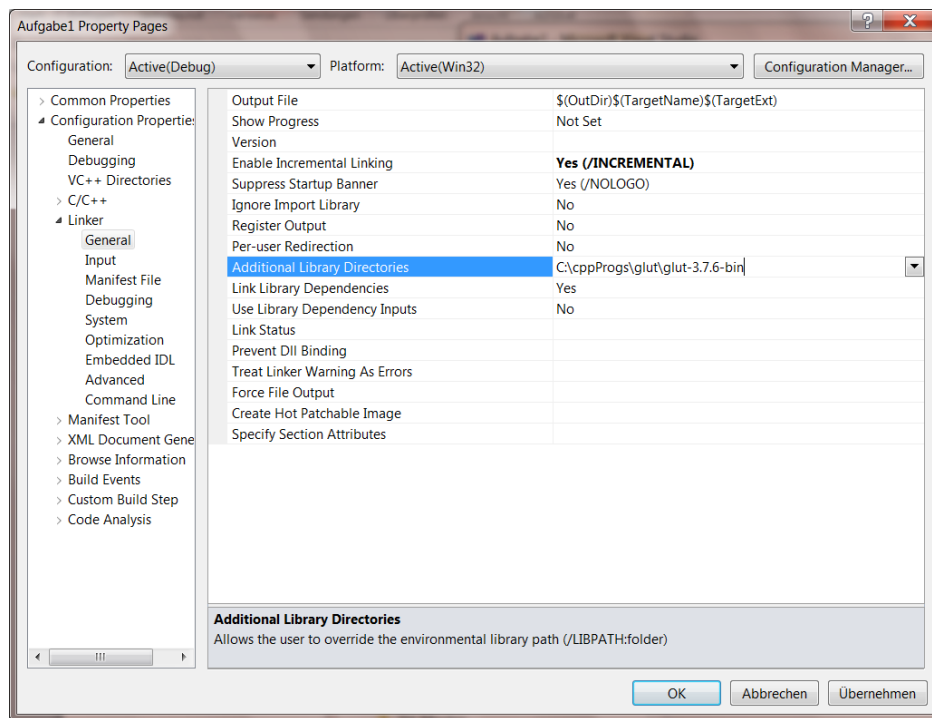 Aufgabe1 Property Pages
Configuration: Active(Debug) Platform: Active(Win32) Configuration Manager...
Common Properties
Configuration Propertie
General
Debugging
VC++ Directories
C/C++
Linker
General
Input
Manifest File
Debugging
System
Optimization
Embedded IDL
Advanced
Command Line
Manifest Tool
XML Document Gene
Browse Information
Build Events
Custom Build Step
Code Analysis
Output File $(OutDir)$(TargetName)$(TargetExt)
Show Progress Not Set
Version
Enable Incremental Linking Yes (/INCREMENTAL)
Suppress Startup Banner Yes (/NOLOGO)
Ignore Import Library No
Register Output No
Per-user Redirection No
Additional Library Directories C:\cppProgs\glut\glut-3.7.6-bin
Link Library Dependencies Yes
Use Library Dependency Inputs No
Link Status
Prevent Dll Binding
Treat Linker Warning As Errors
Force File Output
Create Hot Patchable Image
Specify Section Attributes
Additional Library Directories
Allows the user to override the environmental library path (/LIBPATH:folder)
OK Abbrechen Übernehmen